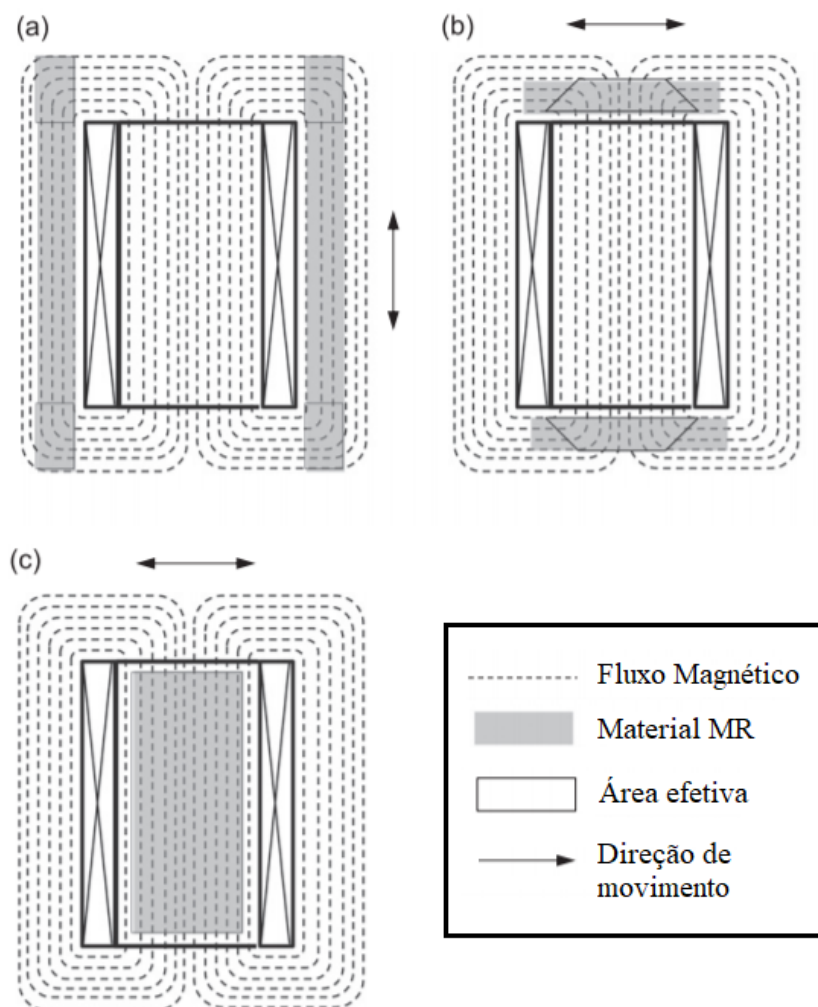 (a)
(b)
(c)
Fluxo Magnético
Material MR
Área efetiva
Direção de
movimento